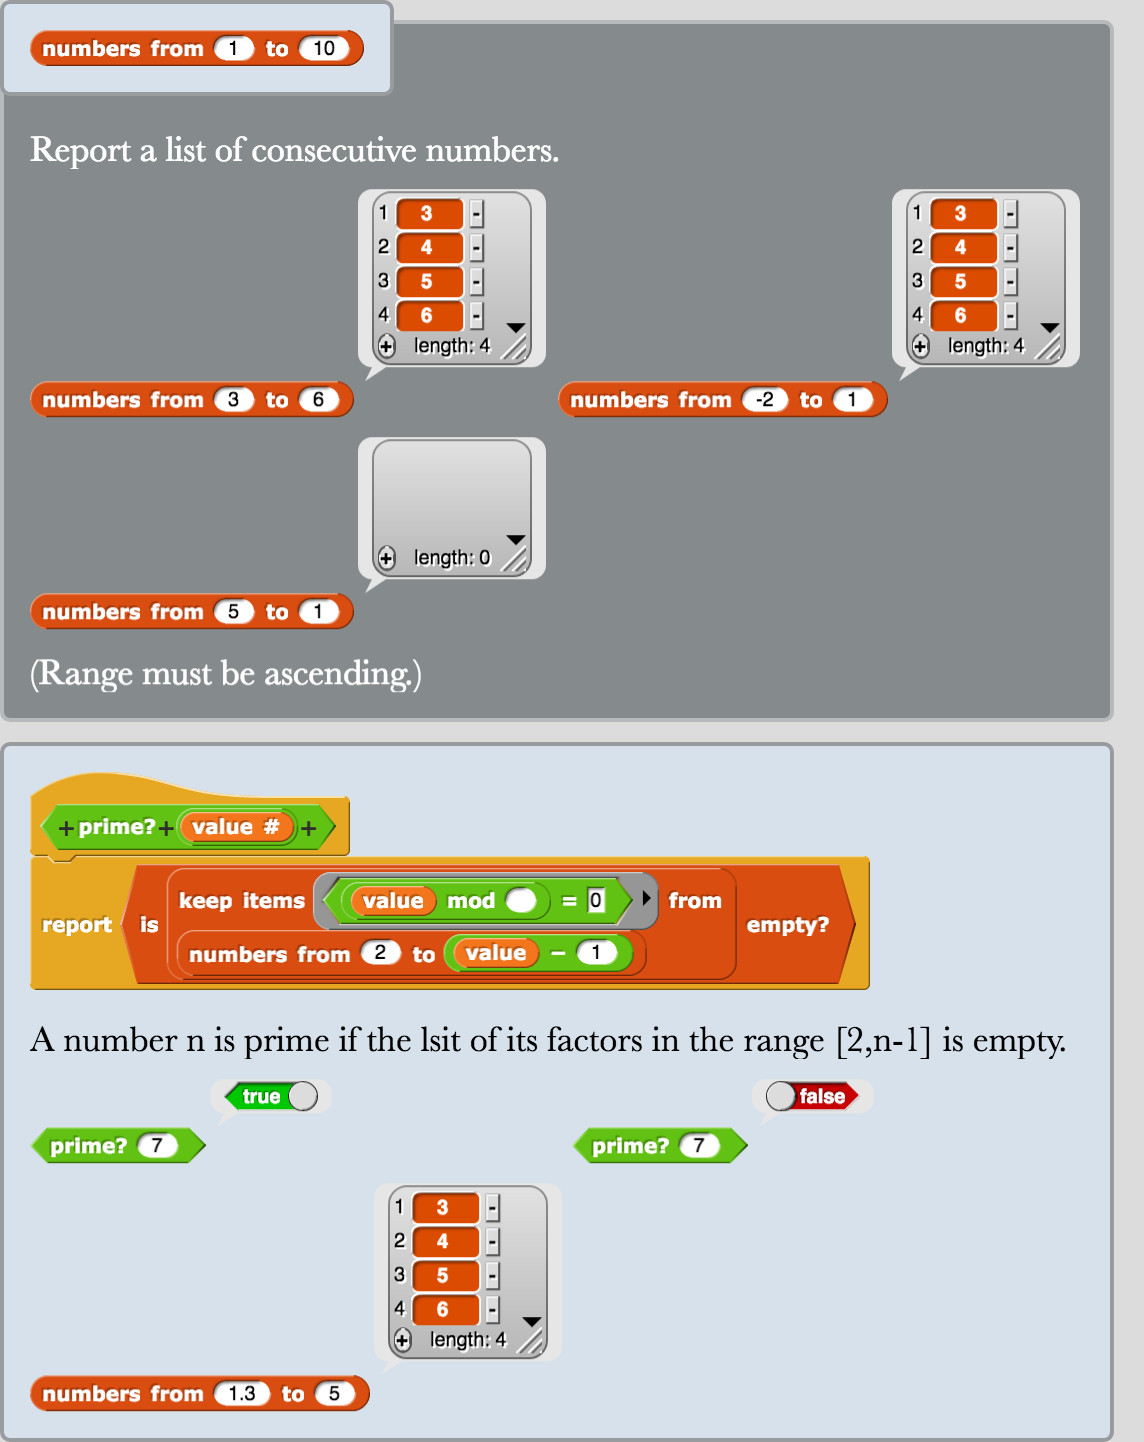 numbers from 1 to 10
Report a list of consecutive numbers.
1 3 -
2 4 -
3 5 -
4 6 -
+ length: 4
numbers from 3 to 6
1 3 -
2 4 -
3 5 -
4 6 -
+ length: 4
numbers from -2 to 1
+ length: 0
numbers from 5 to 1
(Range must be ascending.)
+ prime? + value # +
report is keep items value mod = 0 from
numbers from 2 to value - 1
empty?
A number n is prime if the lsit of its factors in the range [2,n-1] is empty.
true
prime? 7
false
prime? 7
1 3 -
2 4 -
3 5 -
4 6 -
+ length: 4
numbers from 1.3 to 5